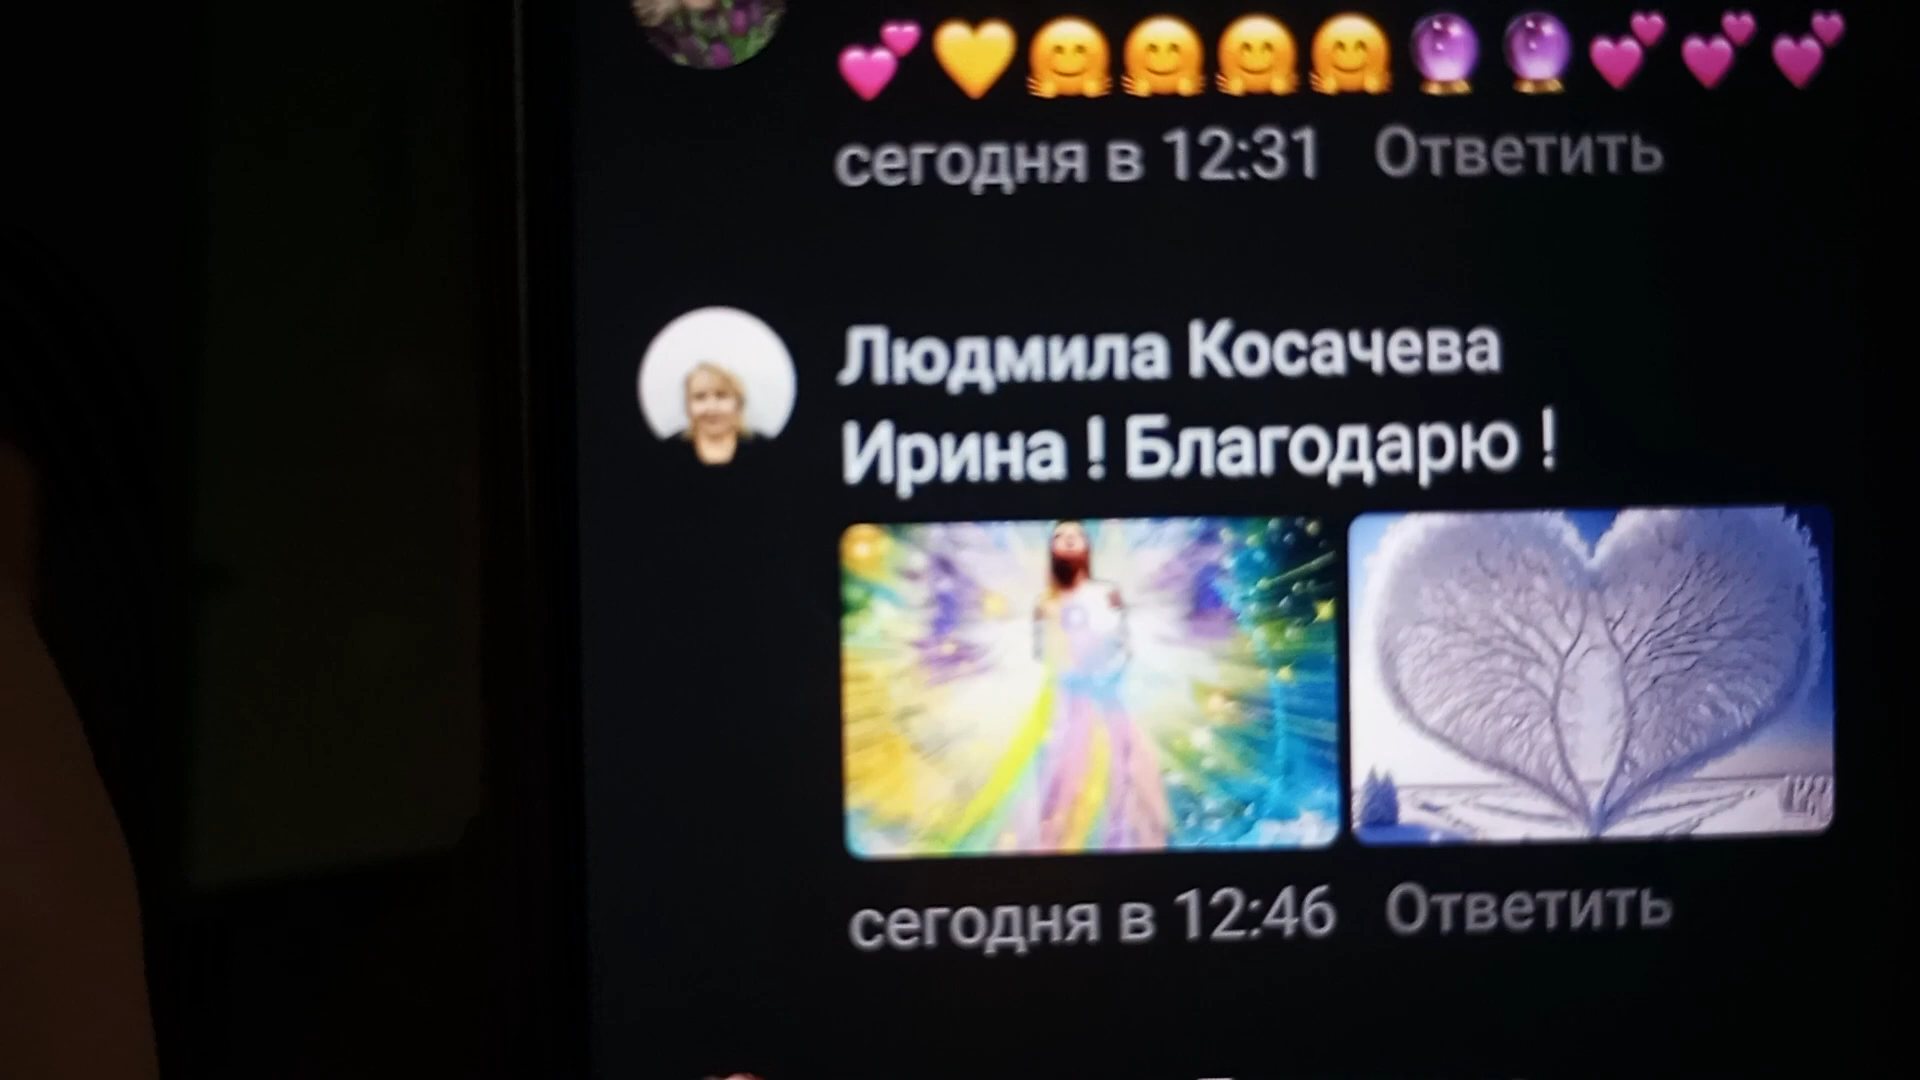 сегодня в 12:31 Ответить
Людмила Косачева
Ирина ! Благодарю !
сегодня в 12:46 Ответить